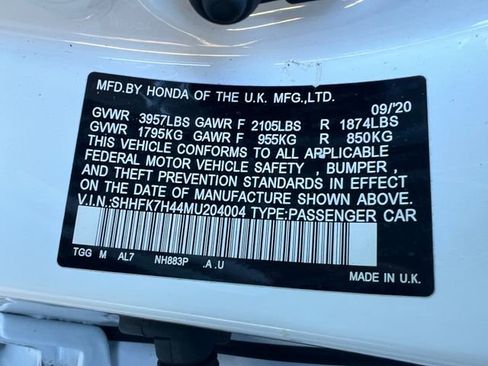 MFD.BY HONDA OF THE U.K. MFG.,LTD.
09/'20
GVWR 3957LBS GAWR F 2105LBS R 1874LBS
GVWR 1795KG GAWR F 955KG R 850KG
THIS VEHICLE CONFORMS TO ALL APPLICABLE
FEDERAL MOTOR VEHICLE SAFETY , BUMPER ,
AND THEFT PREVENTION STANDARDS IN EFFECT
ON THE DATE OF MANUFACTURE SHOWN ABOVE.
V.I.N.:SHHFK7H44MU204004 TYPE:PASSENGER CAR
TGG M AL7 NH883P .A .U
MADE IN U.K.